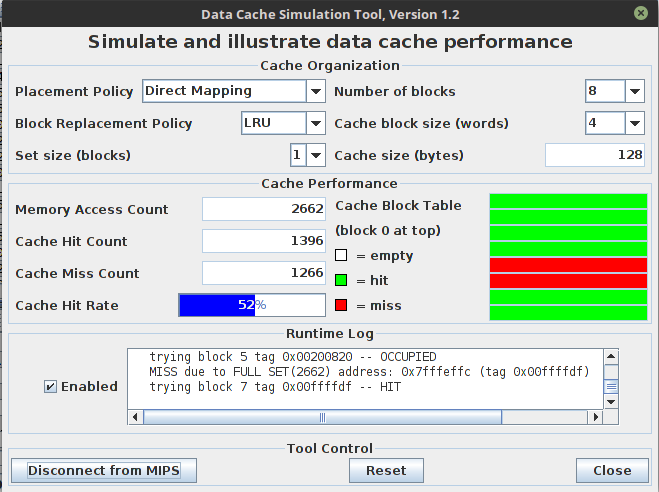 Data Cache Simulation Tool, Version 1.2
Simulate and illustrate data cache performance
Cache Organization
Placement Policy Direct Mapping Number of blocks 8
Block Replacement Policy LRU Cache block size (words) 4
Set size (blocks) 1 Cache size (bytes) 128
Cache Performance
Memory Access Count 2662 Cache Block Table
(block 0 at top)
Cache Hit Count 1396
= empty
Cache Miss Count 1266 = hit
Cache Hit Rate 52% = miss
Runtime Log
Enabled
trying block 5 tag 0x00200820 -- OCCUPIED
MISS due to FULL SET(2662) address: 0x7fffeffc (tag 0x00ffffdf)
trying block 7 tag 0x00ffffdf -- HIT
Tool Control
Disconnect from MIPS Reset Close